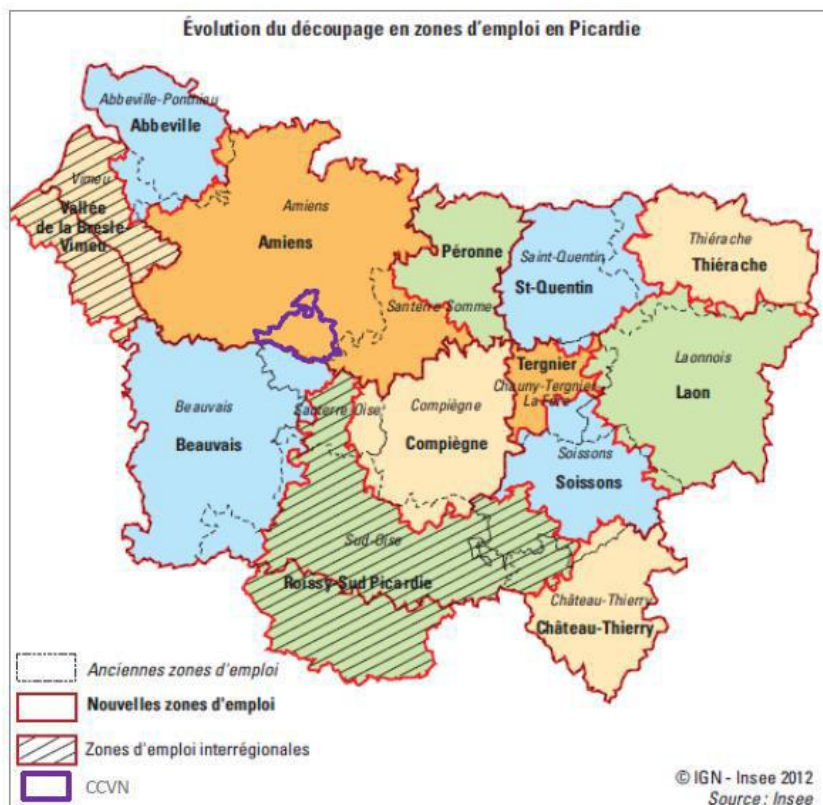 Évolution du découpage en zones d'emploi en Picardie
Abbeville-Ponthieu
Abbeville
Vimeu
Vallée
de la Bresle-
Vimeu
Amiens
Amiens
Péronne
Santerre Somme
Saint-Quentin
St-Quentin
Thiérache
Thiérache
Tergnier
Chauny-Tergnier-
La Fère
Laonnois
Laon
Beauvais
Beauvais
Santerre Oise
Compiègne
Compiègne
Soissons
Soissons
Sud Oise
Roissy-Sud Picardie
Château-Thierry
Château-Thierry
Anciennes zones d'emploi
Nouvelles zones d'emploi
Zones d'emploi interrégionales
CCVN
© IGN - Insee 2012
Source : Insee